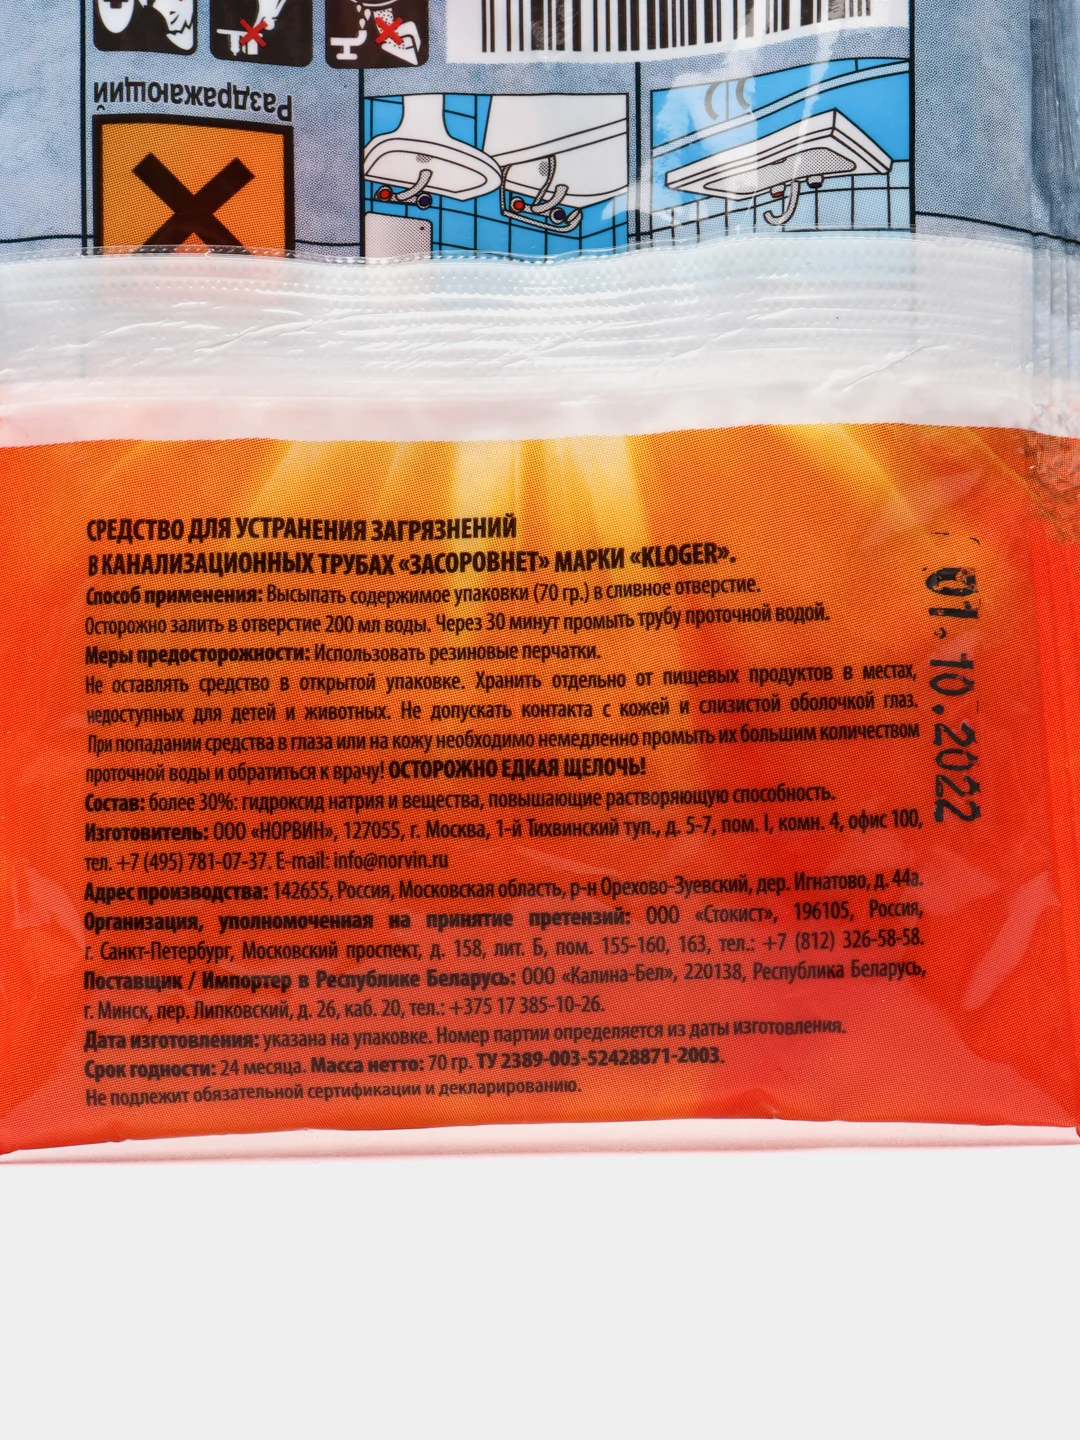 Раздражающий
СРЕДСТВО ДЛЯ УСТРАНЕНИЯ ЗАГРЯЗНЕНИЙ
В КАНАЛИЗАЦИОННЫХ ТРУБАХ «ЗАСОРОВНЕТ» МАРКИ «KLOGER».
Способ применения: Высыпать содержимое упаковки (70 гр.) в сливное отверстие.
Осторожно залить в отверстие 200 мл воды. Через 30 минут промыть трубу проточной водой.
Меры предосторожности: Использовать резиновые перчатки.
Не оставлять средство в открытой упаковке. Хранить отдельно от пищевых продуктов в местах,
недоступных для детей и животных. Не допускать контакта с кожей и слизистой оболочкой глаз.
При попадании средства в глаза или на кожу необходимо немедленно промыть их большим количеством
проточной воды и обратиться к врачу! ОСТОРОЖНО ЕДКАЯ ЩЕЛОЧЬ!
Состав: более 30%: гидроксид натрия и вещества, повышающие растворяющую способность.
Изготовитель: ООО «НОРВИН», 127055, г. Москва, 1-й Тихвинский туп., д. 5-7, пом. I, комн. 4, офис 100,
тел. +7 (495) 781-07-37. E-mail: info@norvin.ru
Адрес производства: 142655, Россия, Московская область, р-н Орехово-Зуевский, дер. Игнатово, д. 44а.
Организация, уполномоченная на принятие претензий: ООО «Стокист», 196105, Россия,
г. Санкт-Петербург, Московский проспект, д. 158, лит. Б, пом. 155-160, 163, тел.: +7 (812) 326-58-58.
Поставщик / Импортер в Республике Беларусь: ООО «Калина-Бел», 220138, Республика Беларусь,
г. Минск, пер. Липковский, д. 26, каб. 20, тел.: +375 17 385-10-26.
Дата изготовления: указана на упаковке. Номер партии определяется из даты изготовления.
Срок годности: 24 месяца. Масса нетто: 70 гр. ТУ 2389-003-52428871-2003.
Не подлежит обязательной сертификации и декларированию.
01.10.2022